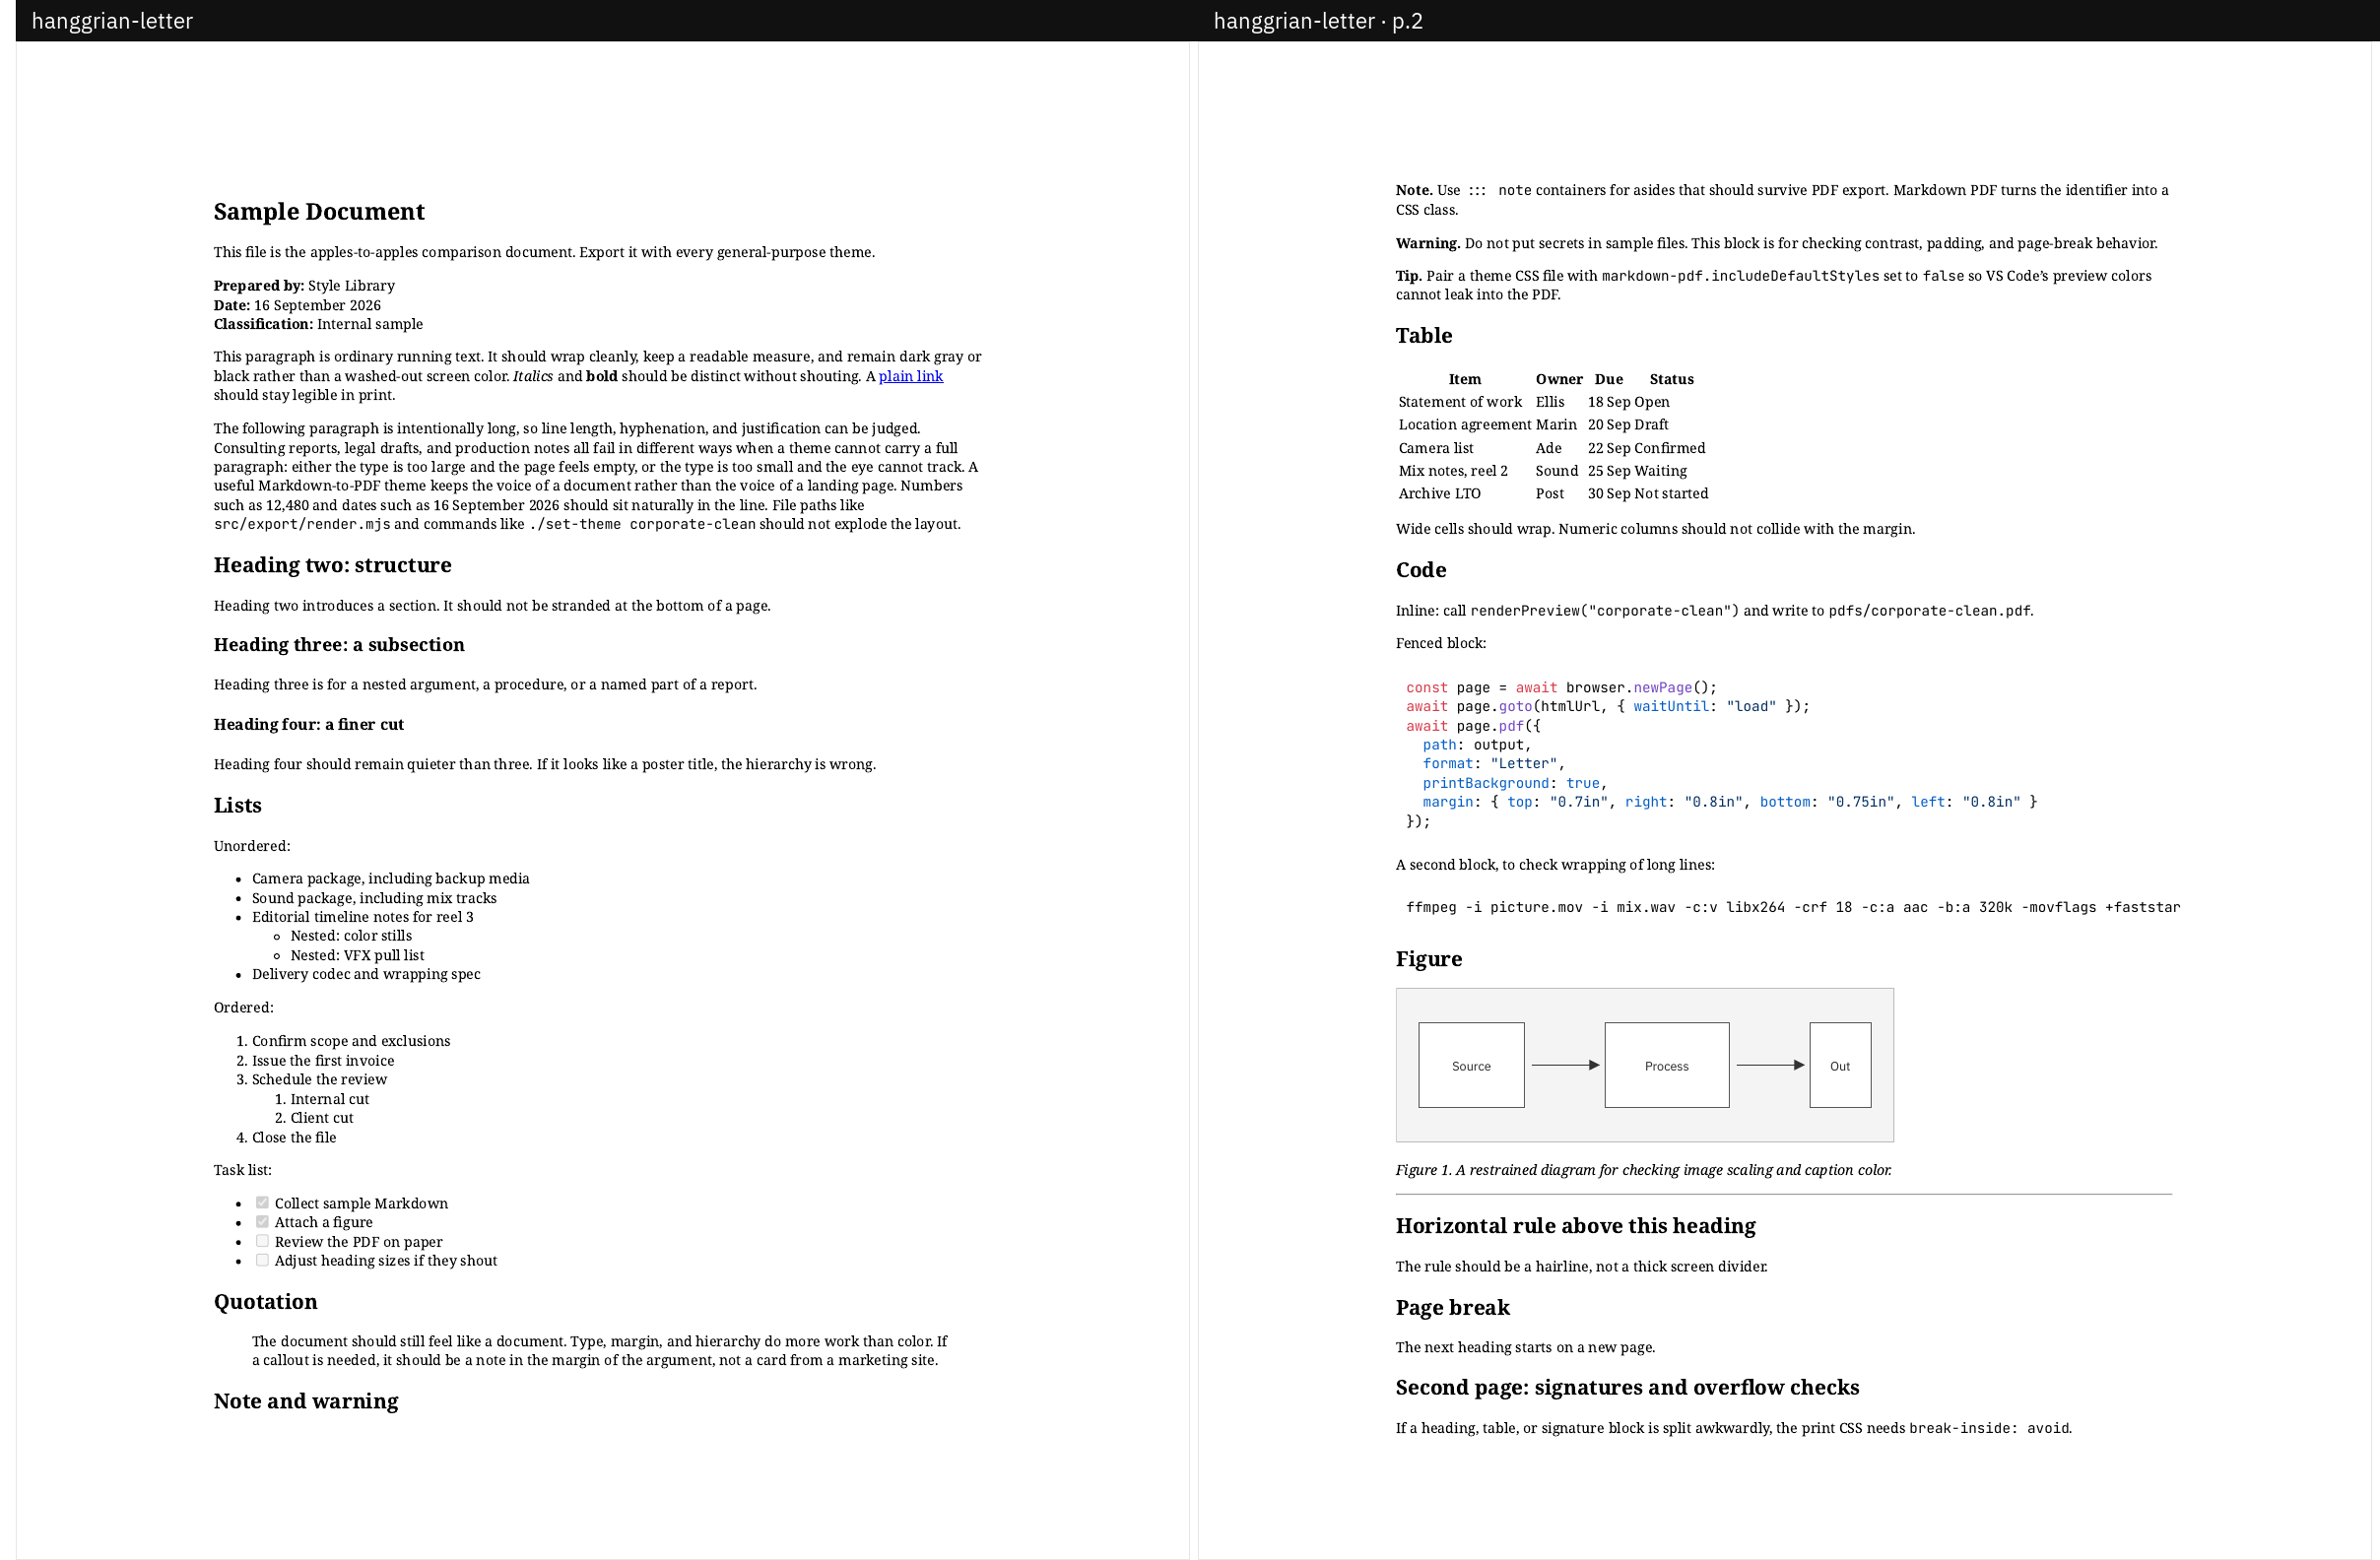 hanggrian-letter
Sample Document
This file is the apples-to-apples comparison document. Export it with every general-purpose theme.
Prepared by: Style Library
Date: 16 September 2026
Classification: Internal sample
This paragraph is ordinary running text. It should wrap cleanly, keep a readable measure, and remain dark gray or
black rather than a washed-out screen color. Italics and bold should be distinct without shouting. A plain link
should stay legible in print.
The following paragraph is intentionally long, so line length, hyphenation, and justification can be judged.
Consulting reports, legal drafts, and production notes all fail in different ways when a theme cannot carry a full
paragraph: either the type is too large and the page feels empty, or the type is too small and the eye cannot track. A
useful Markdown-to-PDF theme keeps the voice of a document rather than the voice of a landing page. Numbers
such as 12,480 and dates such as 16 September 2026 should sit naturally in the line. File paths like
src/export/render.mjs and commands like ./set-theme corporate-clean should not explode the layout.
Heading two: structure
Heading two introduces a section. It should not be stranded at the bottom of a page.
Heading three: a subsection
Heading three is for a nested argument, a procedure, or a named part of a report.
Heading four: a finer cut
Heading four should remain quieter than three. If it looks like a poster title, the hierarchy is wrong.
Lists
Unordered:
• Camera package, including backup media
• Sound package, including mix tracks
• Editorial timeline notes for reel 3
◦ Nested: color stills
◦ Nested: VFX pull list
• Delivery codec and wrapping spec
Ordered:
1. Confirm scope and exclusions
2. Issue the first invoice
3. Schedule the review
1. Internal cut
2. Client cut
4. Close the file
Task list:
• Collect sample Markdown
• Attach a figure
• Review the PDF on paper
• Adjust heading sizes if they shout
Quotation
The document should still feel like a document. Type, margin, and hierarchy do more work than color. If
a callout is needed, it should be a note in the margin of the argument, not a card from a marketing site.
Note and warning
hanggrian-letter · p.2
Note. Use ::: note containers for asides that should survive PDF export. Markdown PDF turns the identifier into a
CSS class.
Warning. Do not put secrets in sample files. This block is for checking contrast, padding, and page-break behavior.
Tip. Pair a theme CSS file with markdown-pdf.includeDefaultStyles set to false so VS Code’s preview colors
cannot leak into the PDF.
Table
Item Owner Due Status
Statement of work Ellis 18 Sep Open
Location agreement Marin 20 Sep Draft
Camera list Ade 22 Sep Confirmed
Mix notes, reel 2 Sound 25 Sep Waiting
Archive LTO Post 30 Sep Not started
Wide cells should wrap. Numeric columns should not collide with the margin.
Code
Inline: call renderPreview("corporate-clean") and write to pdfs/corporate-clean.pdf.
Fenced block:
const page = await browser.newPage();
await page.goto(htmlUrl, { waitUntil: "load" });
await page.pdf({
path: output,
format: "Letter",
printBackground: true,
margin: { top: "0.7in", right: "0.8in", bottom: "0.75in", left: "0.8in" }
});
A second block, to check wrapping of long lines:
ffmpeg -i picture.mov -i mix.wav -c:v libx264 -crf 18 -c:a aac -b:a 320k -movflags +faststar
Figure
Source Process Out
Figure 1. A restrained diagram for checking image scaling and caption color.
Horizontal rule above this heading
The rule should be a hairline, not a thick screen divider.
Page break
The next heading starts on a new page.
Second page: signatures and overflow checks
If a heading, table, or signature block is split awkwardly, the print CSS needs break-inside: avoid.